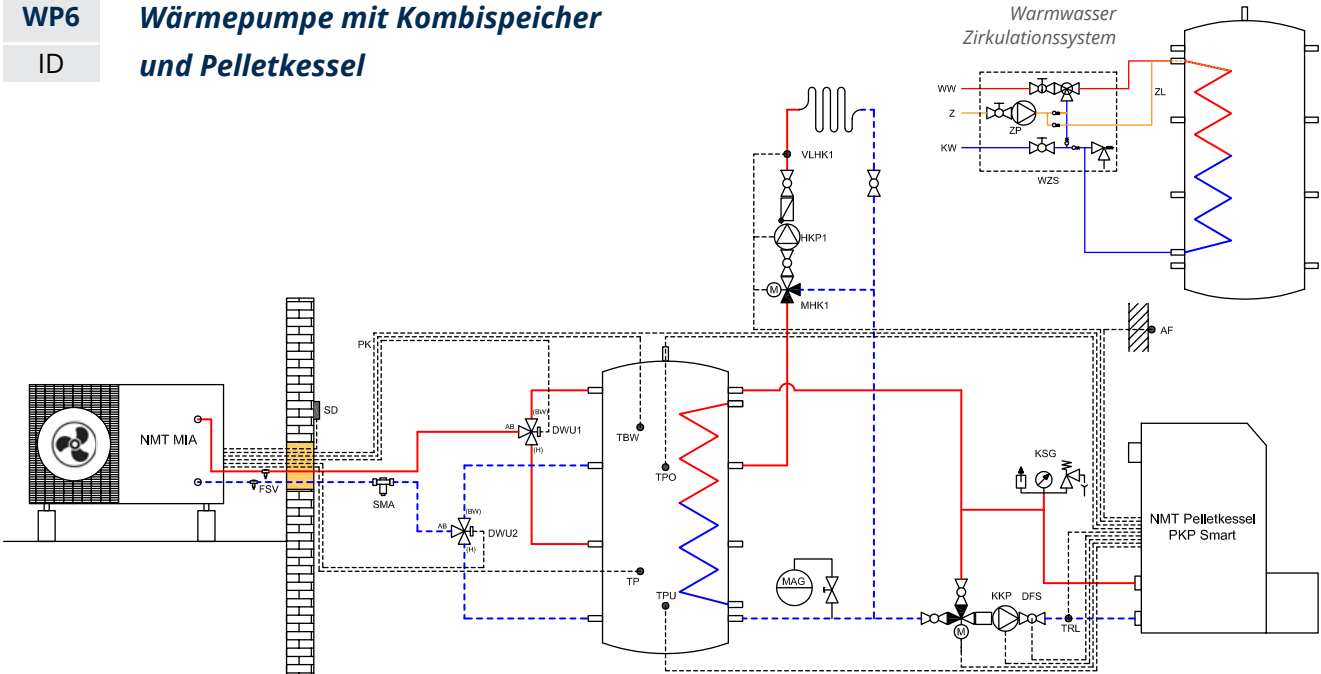 WP6
ID
Wärmepumpe mit Kombispeicher
und Pelletkessel
Warmwasser
Zirkulationssystem
WW
Z
KW
ZP
ZL
WZS
VLHK1
HKP1
M
MHK1
AF
PK
SD
NMT MIA
FSV
SMA
AB
(BW)
(H)
DWU1
AB
(BW)
(H)
DWU2
TBW
TPO
TP
TPU
MAG
KSG
KKP
DFS
M
TRL
NMT Pelletkessel
PKP Smart